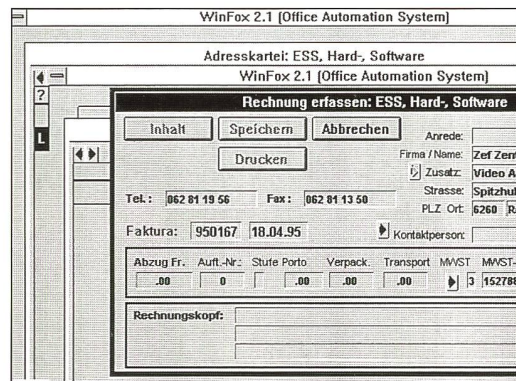 WinFox 2.1 (Office Automation System)
Adresskartei: ESS, Hard-, Software
WinFox 2.1 (Office Automation System)
?
L
Rechnung erfassen: ESS, Hard-, Software
Inhalt Speichern Abbrechen
Drucken
Anrede:
Firma / Name: Zef Zent
Zusatz: Video A
Strasse: Spitzhu
PLZ Ort: 6260
Tel.: 062 81 19 56 Fax: 062 81 13 50
Faktura: 950167 18.04.95 Kontaktperson:
Abzug Fr. Auft.-Nr.: Stufe Porto Verpack. Transport MWST MWST-
.00 0 .00 .00 .00 3 152788
Rechnungskopf: